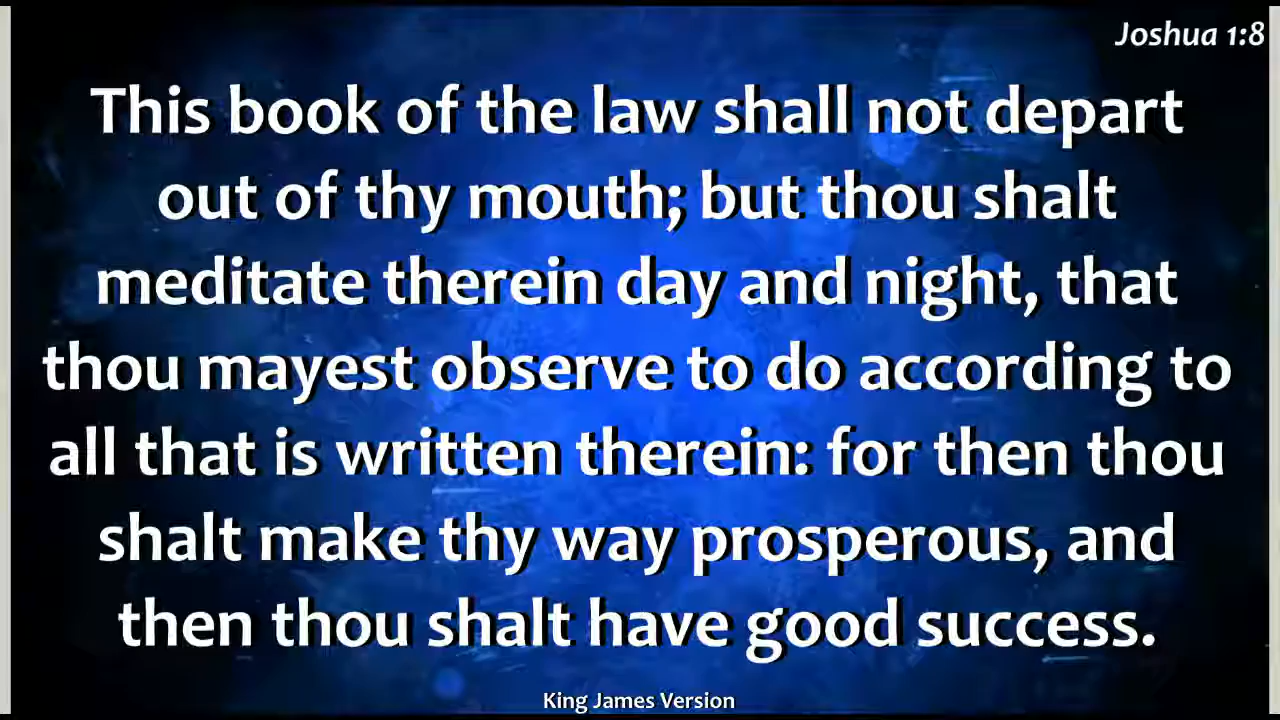 Joshua 1:8
This book of the law shall not depart
out of thy mouth; but thou shalt
meditate therein day and night, that
thou mayest observe to do according to
all that is written therein: for then thou
shalt make thy way prosperous, and
then thou shalt have good success.
King James Version